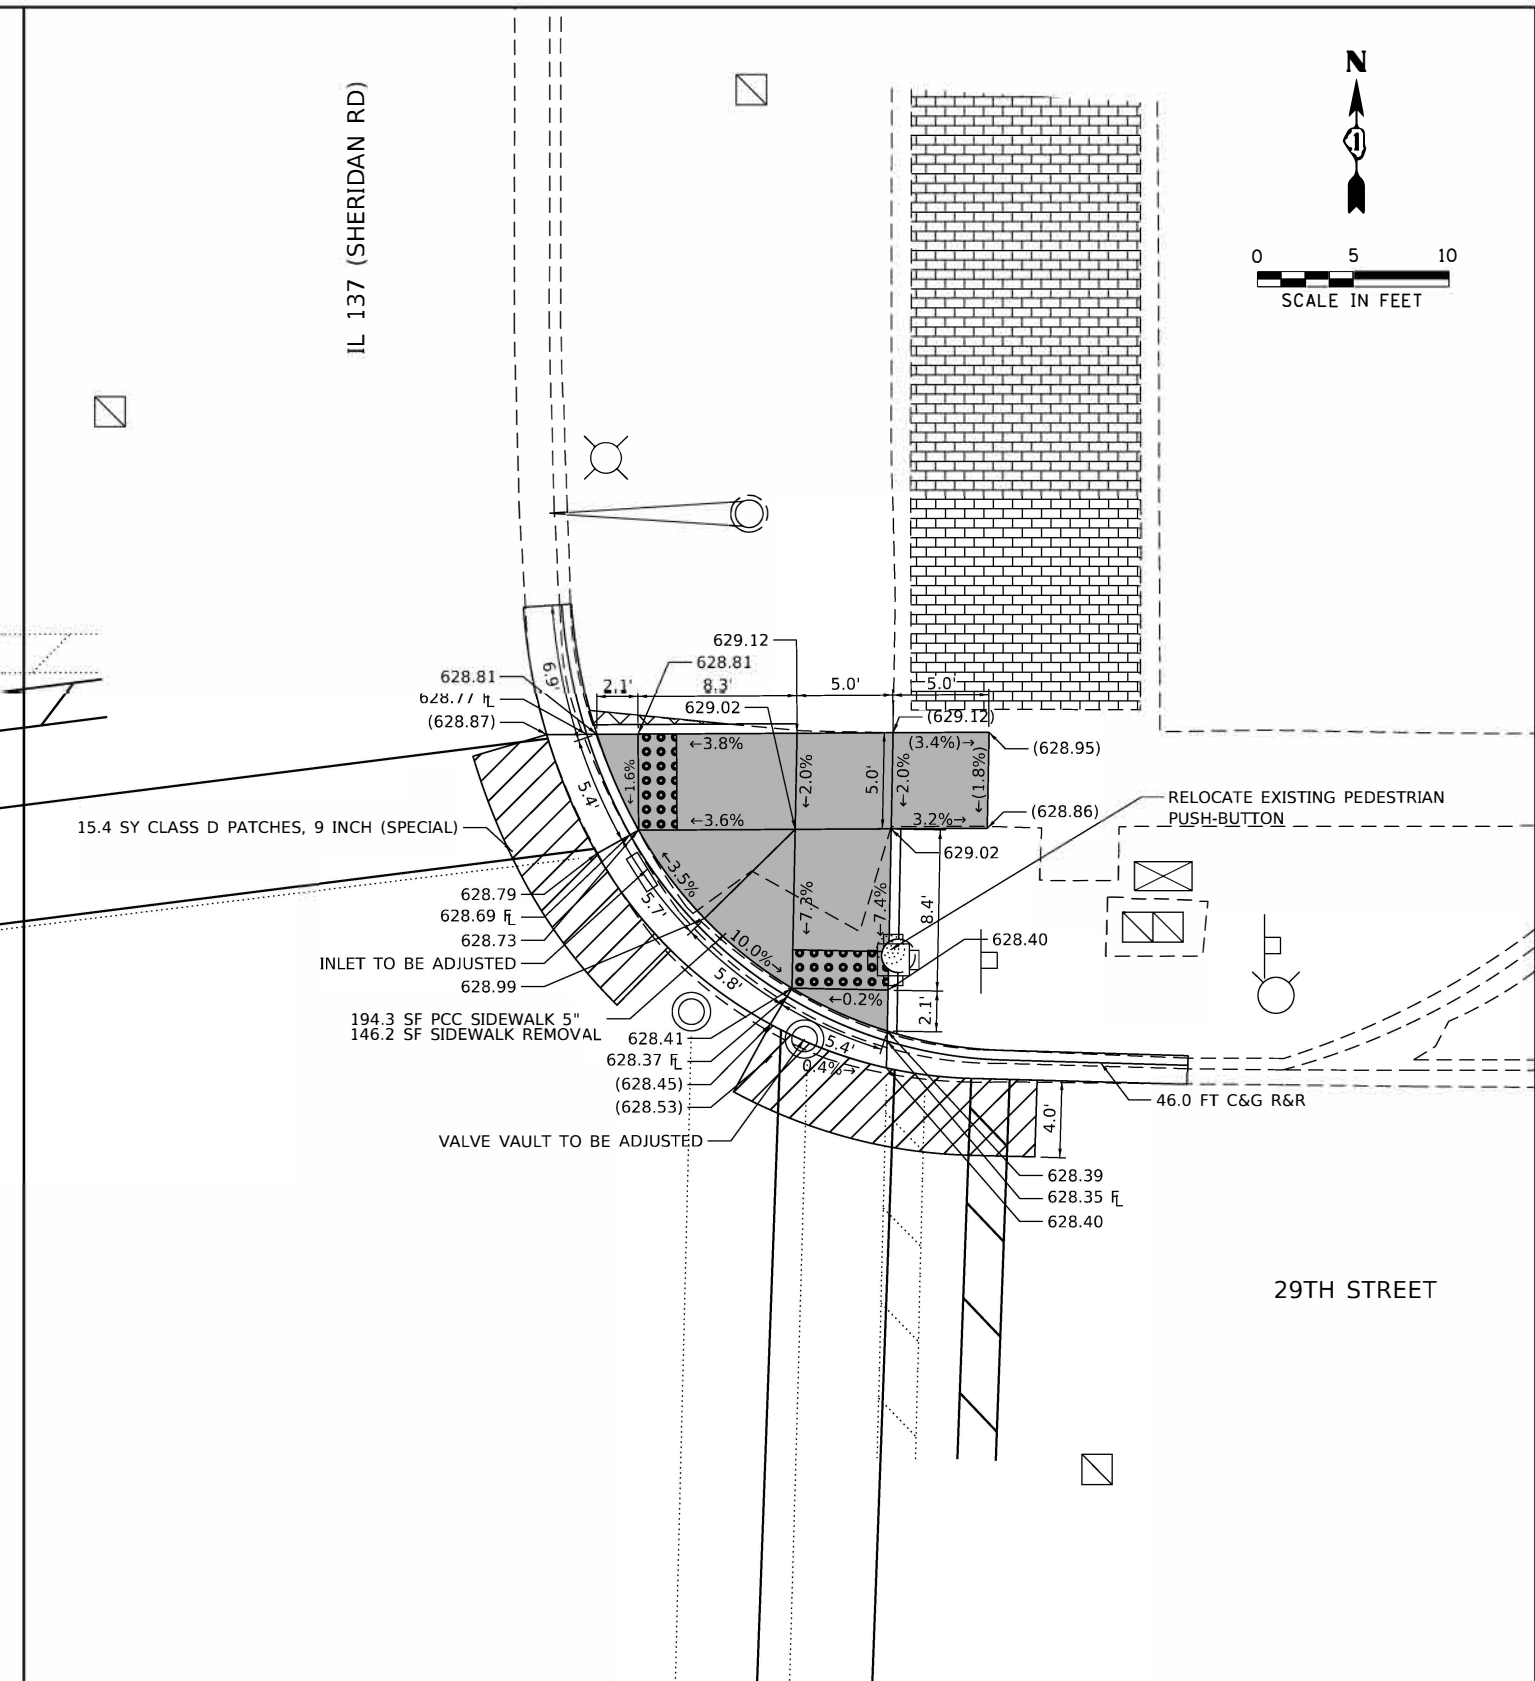 IL 137 (SHERIDAN RD)
N
0 5 10
SCALE IN FEET
629.12
628.81
628.81
628.77 FL
(628.87)
6.9'
2.1'
8.3'
5.0'
5.0'
629.02
(629.12)
(628.95)
←3.8%
(3.4%)→
←1.6%
←2.0%
5.0'
←2.0%
←(1.8%)
5.4'
←3.6%
3.2%→
(628.86)
RELOCATE EXISTING PEDESTRIAN
PUSH-BUTTON
15.4 SY CLASS D PATCHES, 9 INCH (SPECIAL)
629.02
←3.5%
628.79
628.69 FL
628.73
INLET TO BE ADJUSTED
628.99
5.7'
←7.3%
←7.4%
8.4'
10.0%→
628.40
5.8'
←0.2%
2.1'
194.3 SF PCC SIDEWALK 5"
146.2 SF SIDEWALK REMOVAL
628.41
628.37 FL
(628.45)
(628.53)
5.4'
0.4%→
VALVE VAULT TO BE ADJUSTED
46.0 FT C&G R&R
4.0'
628.39
628.35 FL
628.40
29TH STREET